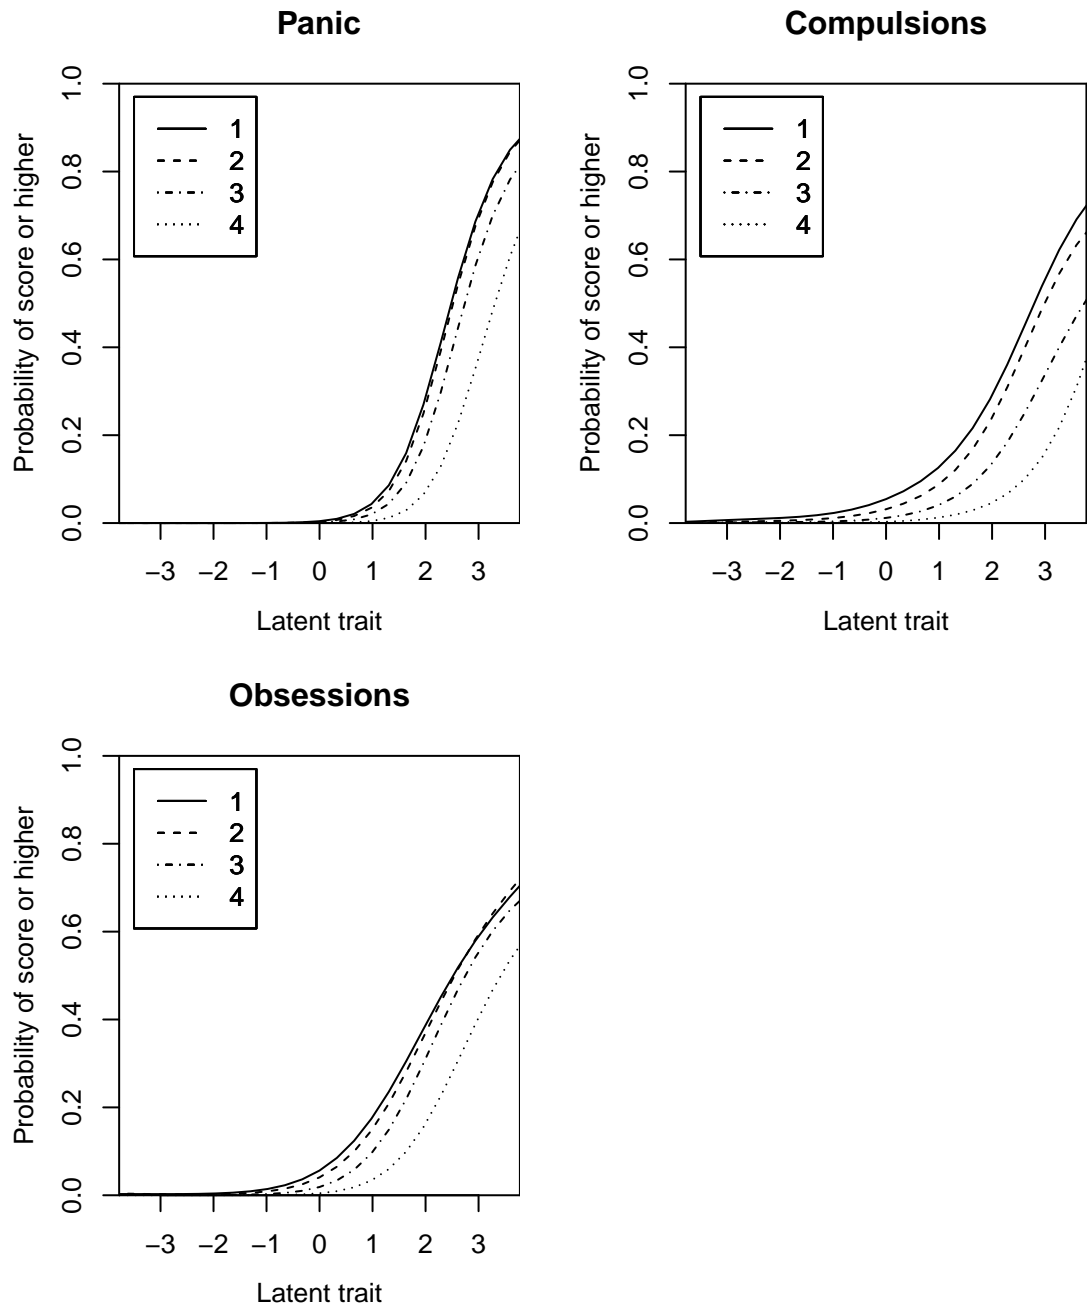 Panic
Probability of score or higher
1.0
0.8
0.6
0.4
0.2
0.0
1
2
3
4
−3 −2 −1 0 1 2 3
Latent trait
Compulsions
Probability of score or higher
1.0
0.8
0.6
0.4
0.2
0.0
1
2
3
4
−3 −2 −1 0 1 2 3
Latent trait
Obsessions
Probability of score or higher
1.0
0.8
0.6
0.4
0.2
0.0
1
2
3
4
−3 −2 −1 0 1 2 3
Latent trait